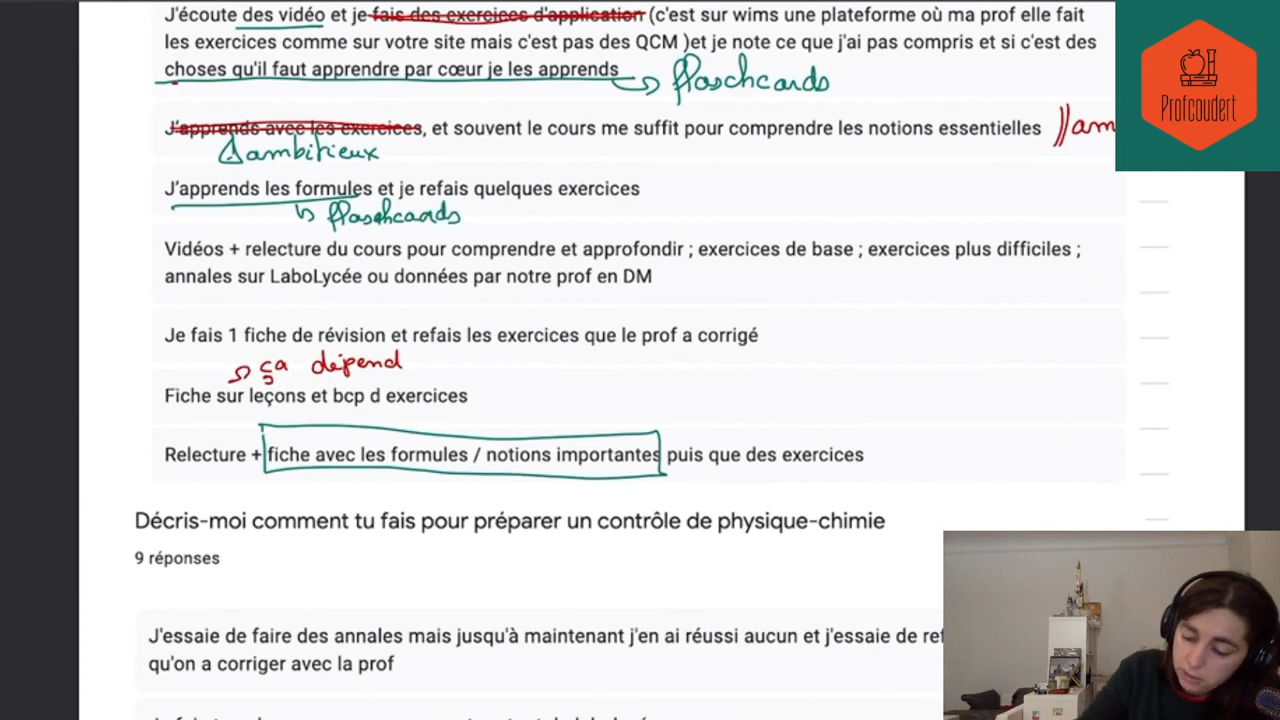 J'écoute des vidéo et je fais des exercices d'application (c'est sur wims une plateforme où ma prof elle fait
les exercices comme sur votre site mais c'est pas des QCM )et je note ce que j'ai pas compris et si c'est des
choses qu'il faut apprendre par cœur je les apprends
flaschcards
Profcoudert
J'apprends avec les exercices, et souvent le cours me suffit pour comprendre les notions essentielles
am
ambitieux
J'apprends les formules et je refais quelques exercices
flaschcards
Vidéos + relecture du cours pour comprendre et approfondir ; exercices de base ; exercices plus difficiles ;
annales sur LaboLycée ou données par notre prof en DM
Je fais 1 fiche de révision et refais les exercices que le prof a corrigé
ça dépend
Fiche sur leçons et bcp d exercices
Relecture + fiche avec les formules / notions importantes puis que des exercices
Décris-moi comment tu fais pour préparer un contrôle de physique-chimie
9 réponses
J'essaie de faire des annales mais jusqu'à maintenant j'en ai réussi aucun et j'essaie de
qu'on a corriger avec la prof